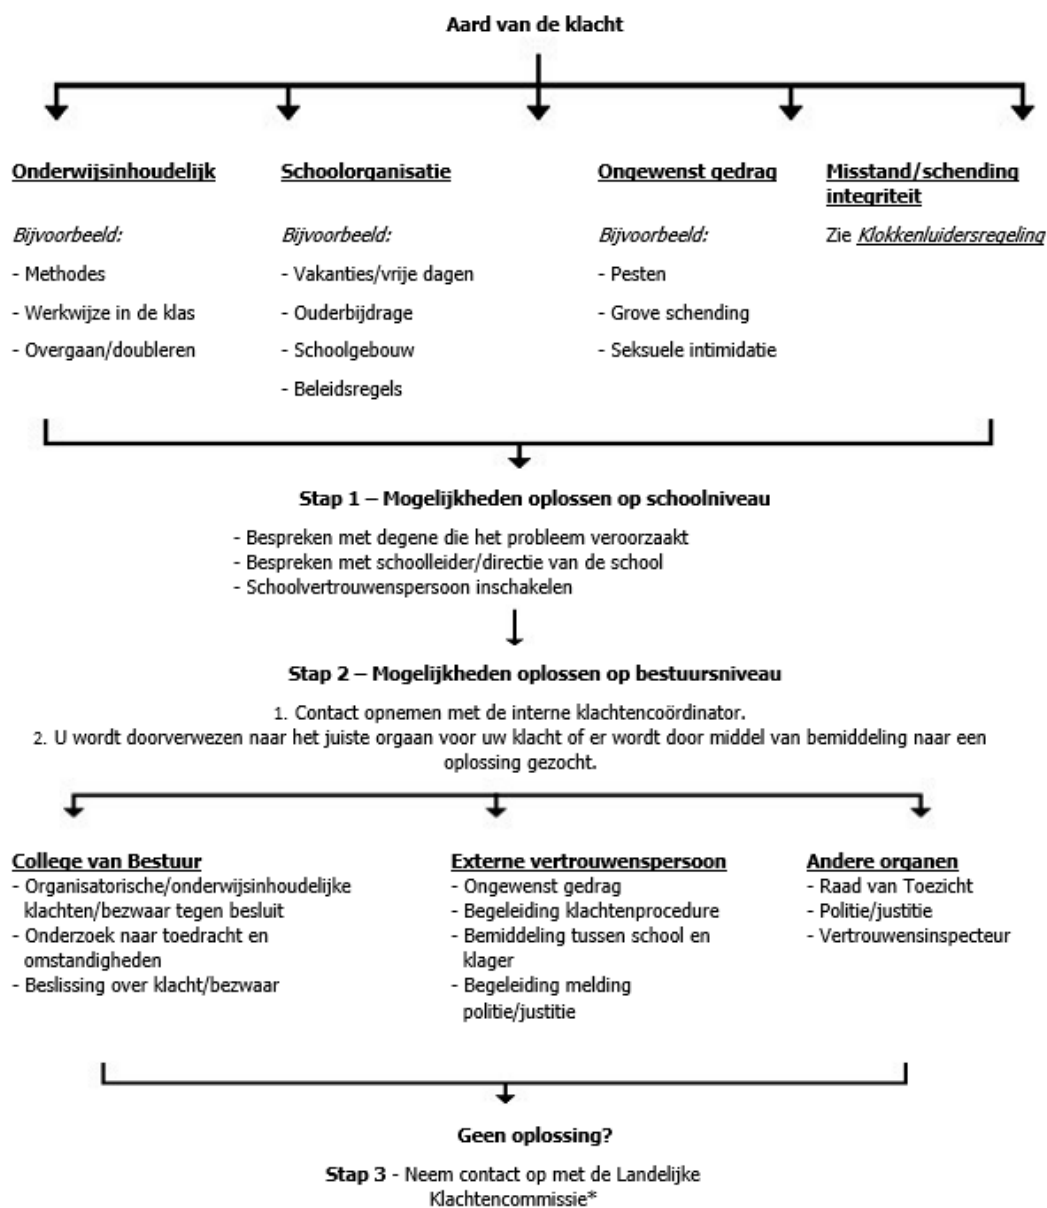 Aard van de klacht
Onderwijsinhoudelijk
Bijvoorbeeld:
- Methodes
- Werkwijze in de klas
- Overgaan/doubleren
Schoolorganisatie
Bijvoorbeeld:
- Vakanties/vrije dagen
- Ouderbijdrage
- Schoolgebouw
- Beleidsregels
Ongewenst gedrag
Bijvoorbeeld:
- Pesten
- Grove schending
- Seksuele intimidatie
Misstand/schending
integriteit
Zie Klokkenluidersregeling
Stap 1 – Mogelijkheden oplossen op schoolniveau
- Bespreken met degene die het probleem veroorzaakt
- Bespreken met schoolleider/directie van de school
- Schoolvertrouwenspersoon inschakelen
Stap 2 – Mogelijkheden oplossen op bestuursniveau
1. Contact opnemen met de interne klachtencoördinator.
2. U wordt doorverwezen naar het juiste orgaan voor uw klacht of er wordt door middel van bemiddeling naar een
oplossing gezocht.
College van Bestuur
- Organisatorische/onderwijsinhoudelijke
klachten/bezwaar tegen besluit
- Onderzoek naar toedracht en
omstandigheden
- Beslissing over klacht/bezwaar
Externe vertrouwenspersoon
- Ongewenst gedrag
- Begeleiding klachtenprocedure
- Bemiddeling tussen school en
klager
- Begeleiding melding
politie/justitie
Andere organen
- Raad van Toezicht
- Politie/justitie
- Vertrouwensinspecteur
Geen oplossing?
Stap 3 - Neem contact op met de Landelijke
Klachtencommissie*